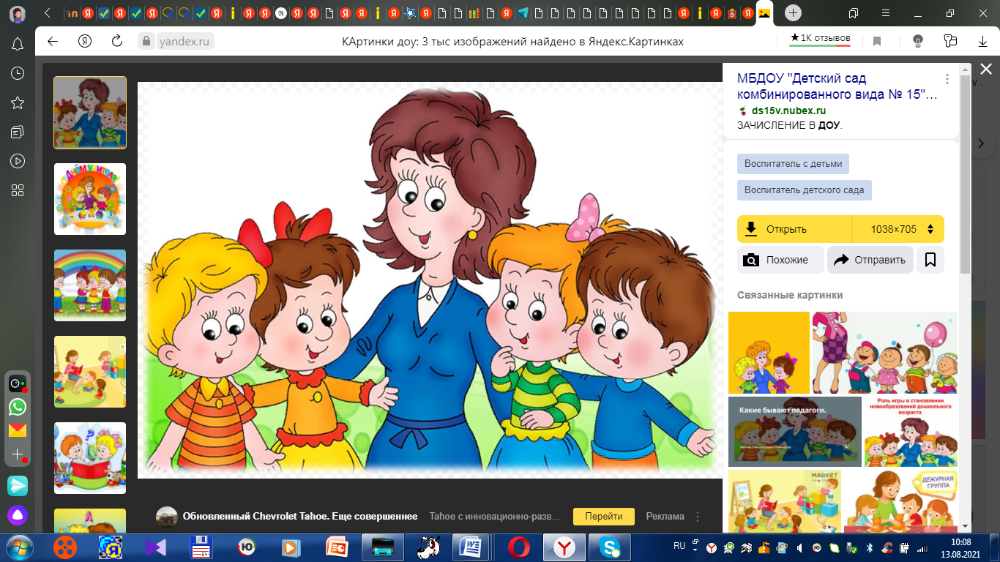 yandex.ru
КАртинки доу: 3 тыс изображений найдено в Яндекс.Картинках
★1К отзывов
МБДОУ "Детский сад
комбинированного вида № 15"...
ds15v.nubex.ru
ЗАЧИСЛЕНИЕ В ДОУ.
Воспитатель с детьми
Воспитатель детского сада
Открыть
1038×705
Похожие
Отправить
Связанные картинки
С ДНЁМ УЧИТЕЛЯ!
Какие бывают педагоги.
Роль игры в становлении
новообразований дошкольного
возраста
MARKET
ДЕЖУРНАЯ
ГРУППА
Обновленный Chevrolet Tahoe. Еще совершеннее
Tahoe с инновационно-разв...
Перейти
Реклама
RU
10:08
13.08.2021